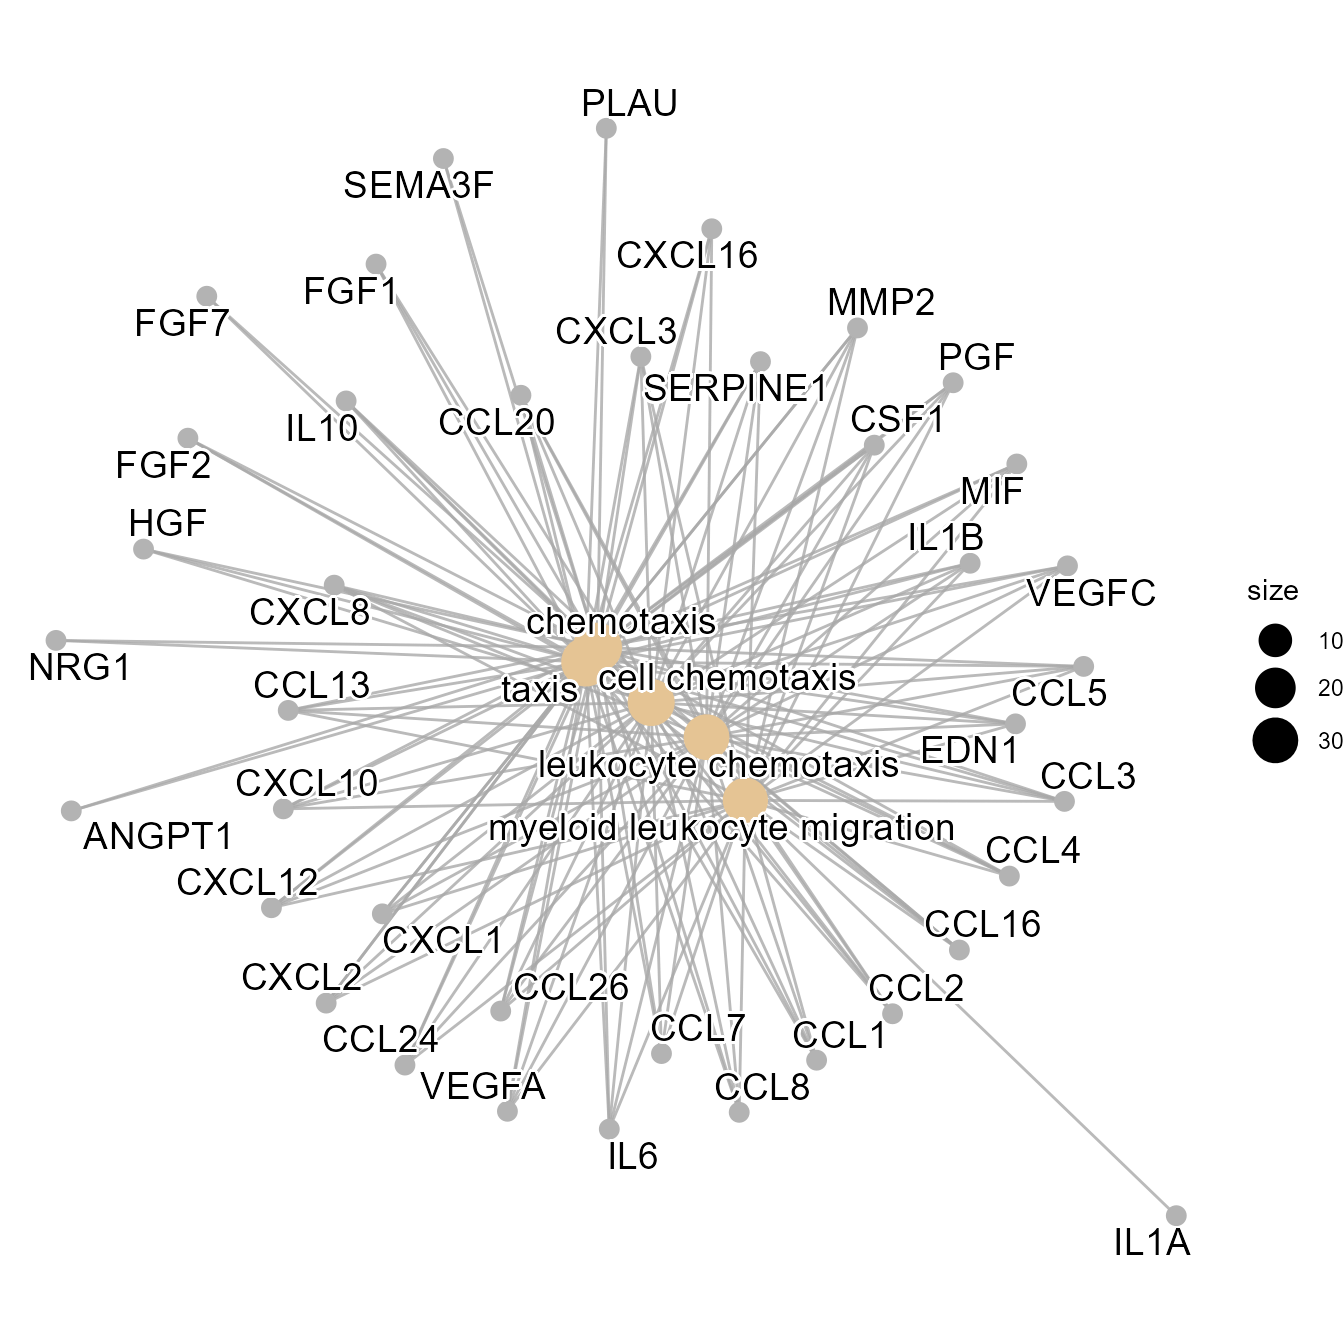 PLAU
SEMA3F
CXCL16
FGF1
MMP2
FGF7
CXCL3
PGF
SERPINE1
CSF1
IL10
CCL20
FGF2
MIF
HGF
IL1B
VEGFC
size
CXCL8
chemotaxis
10
NRG1
cell chemotaxis
CCL13
taxis
CCL5
20
EDN1
30
leukocyte chemotaxis
CCL3
CXCL10
myeloid leukocyte migration
ANGPT1
CCL4
CXCL12
CCL16
CXCL1
CXCL2
CCL26
CCL2
CCL24
CCL7
CCL1
VEGFA
CCL8
IL6
IL1A